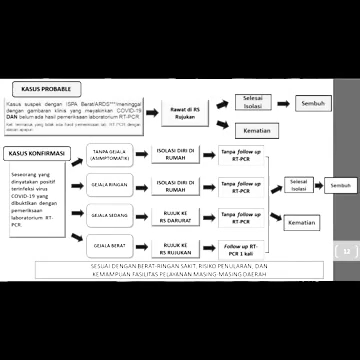 KASUS PROBABLE
Kasus suspek dengan ISPA Berat/ARDS***/meninggal
dengan gambaran klinis yang meyakinkan COVID-19
DAN belum ada hasil pemeriksaan laboratorium RT-PCR.
Rawat di RS
Rujukan
Selesai
Isolasi
Sembuh
Kematian
KASUS KONFIRMASI
Seseorang yang
dinyatakan positif
terinfeksi virus
COVID-19 yang
dibuktikan dengan
pemeriksaan
laboratorium RT-
PCR.
TANPA GEJALA
(ASIMPTOMATIK)
ISOLASI DIRI DI
RUMAH
Tanpa follow up
RT-PCR
GEJALA RINGAN
ISOLASI DIRI DI
RUMAH
Tanpa follow up
RT-PCR
GEJALA SEDANG
RUJUK KE
RS DARURAT
Tanpa follow up
RT-PCR
GEJALA BERAT
RUJUK KE
RS RUJUKAN
Follow up RT-
PCR 1 kali
Selesai
Isolasi
Sembuh
Kematian
12
SESUAI DENGAN BERAT-RINGAN SAKIT, RISIKO PENULARAN, DAN
KEMAMPUAN FASILITAS PELAYANAN MASING MASING DAERAH